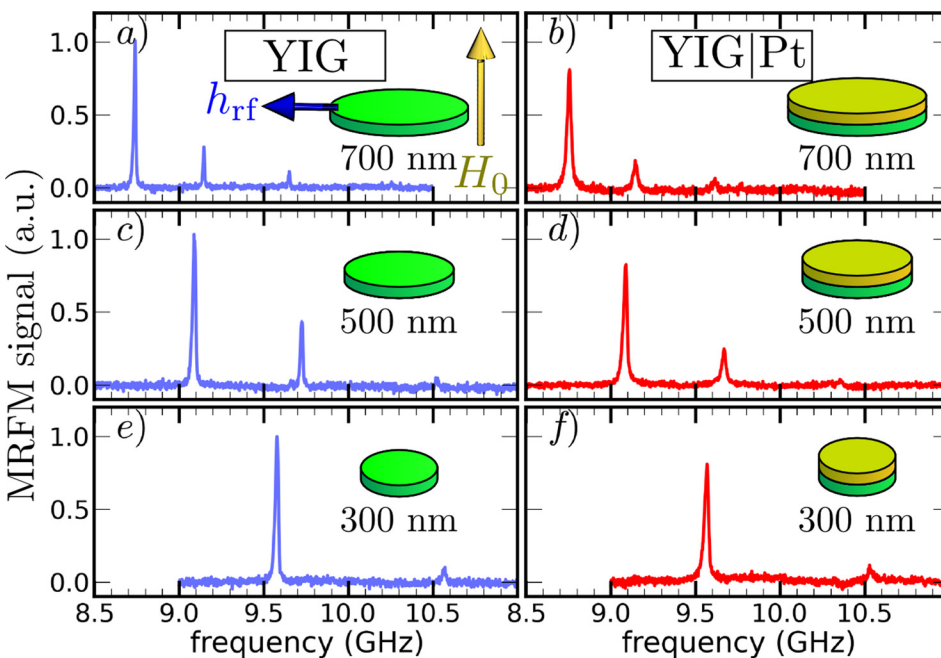 a)
YIG
h_rf
700 nm
H_0
1.0
0.5
0.0
b)
YIG|Pt
700 nm
c)
500 nm
1.0
0.5
0.0
d)
500 nm
e)
300 nm
1.0
0.5
0.0
f)
300 nm
MRFM signal (a.u.)
8.5 9.0 9.5 10.0 10.5 8.5 9.0 9.5 10.0 10.5
frequency (GHz) frequency (GHz)